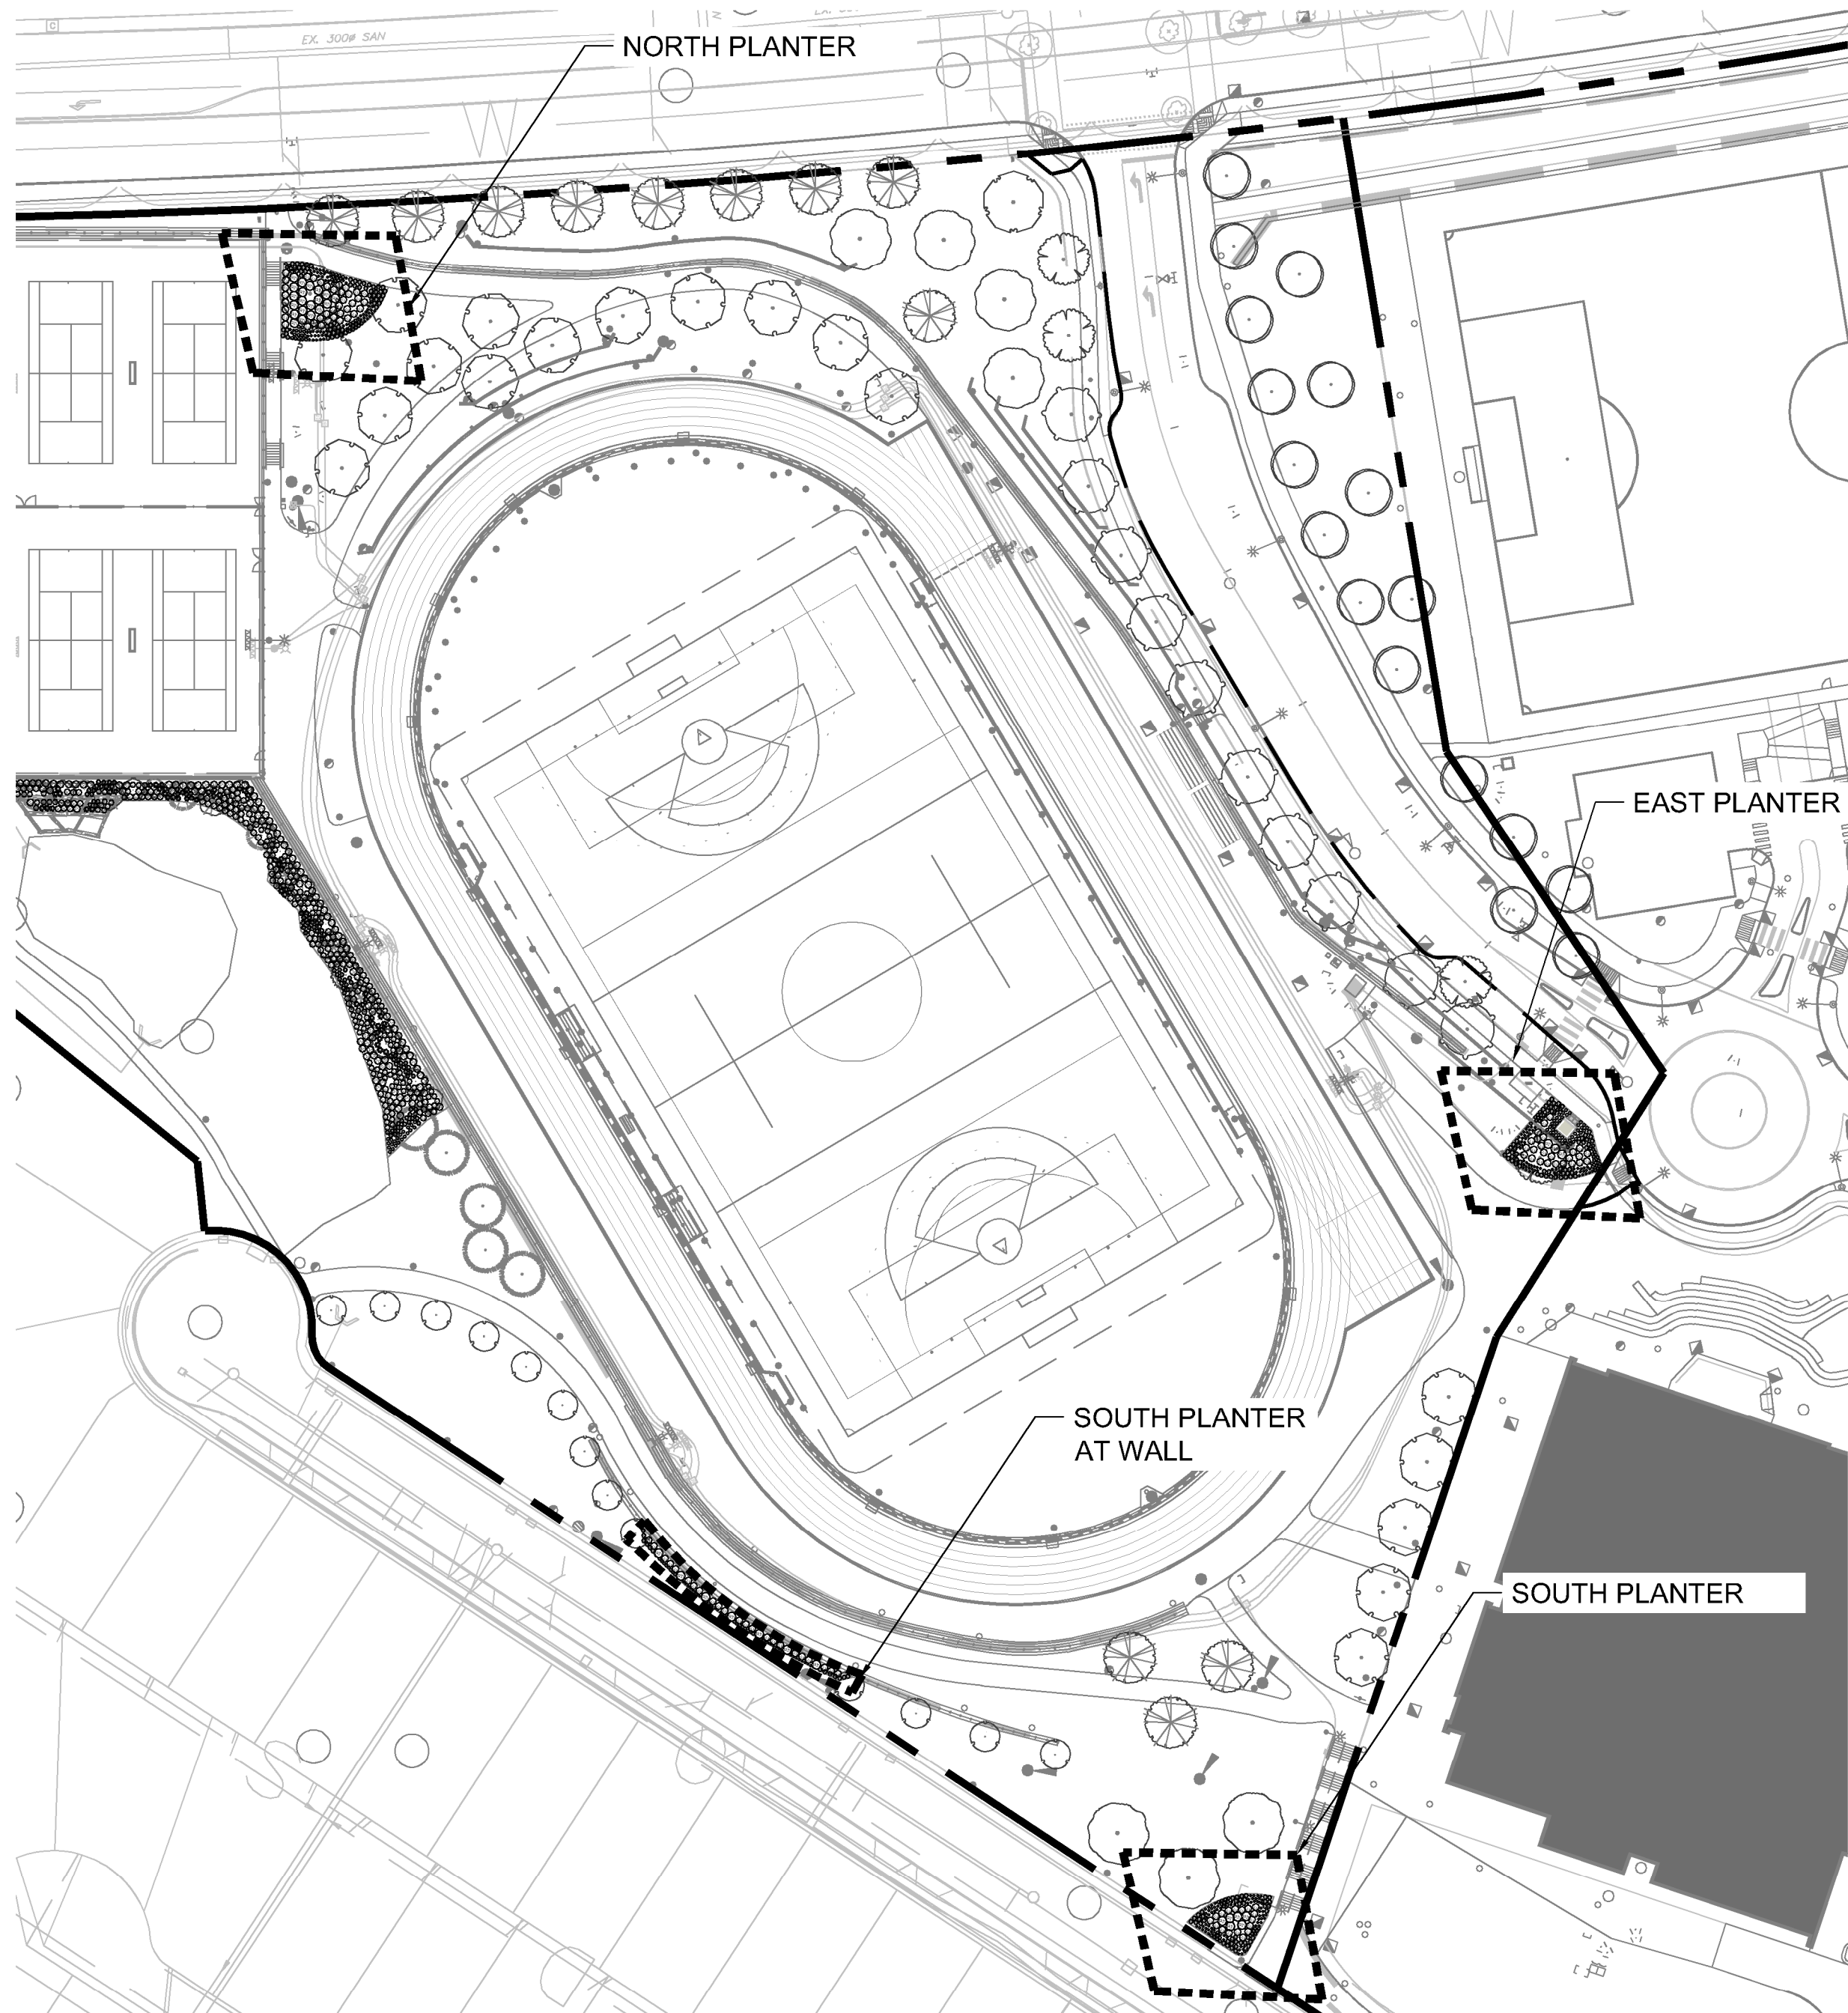 EX. 300ø SAN
NORTH PLANTER
EAST PLANTER
SOUTH PLANTER
AT WALL
SOUTH PLANTER